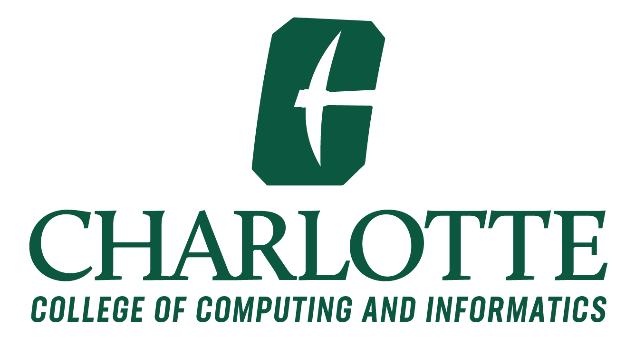 CHARLOTTE
COLLEGE OF COMPUTING AND INFORMATICS